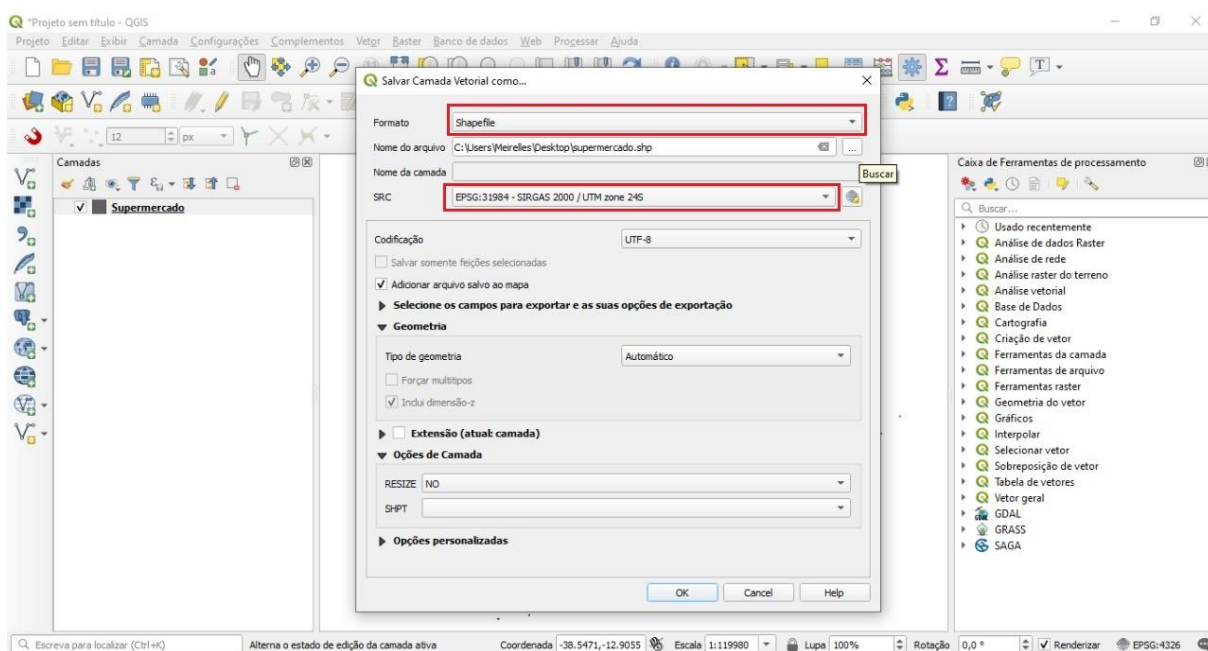 *Projeto sem título - QGIS
Projeto Editar Exibir Camada Configurações Complementos Vetor Raster Banco de dados Web Processar Ajuda
Salvar Camada Vetorial como...
Formato Shapefile
Nome do arquivo C:\Users\Meirelles\Desktop\supermercado.shp ...
Nome da camada
Buscar
SRC EPSG:31984 - SIRGAS 2000 / UTM zone 24S
Codificação UTF-8
Salvar somente feições selecionadas
Adicionar arquivo salvo ao mapa
Selecione os campos para exportar e as suas opções de exportação
Geometria
Tipo de geometria Automático
Forçar multitipos
Inclui dimensão-z
Extensão (atual: camada)
Oções de Camada
RESIZE NO
SHPT
Opções personalizadas
OK Cancel Help
12 px
Camadas
Supermercado
Caixa de Ferramentas de processamento
Buscar...
Usado recentemente
Análise de dados Raster
Análise de rede
Análise raster do terreno
Análise vetorial
Base de Dados
Cartografia
Criação de vetor
Ferramentas da camada
Ferramentas de arquivo
Ferramentas raster
Geometria do vetor
Gráficos
Interpolar
Selecionar vetor
Sobreposição de vetor
Tabela de vetores
Vetor geral
GDAL
GRASS
SAGA
Escreva para localizar (Ctrl+K) Alterna o estado de edição da camada ativa Coordenada -38.5471,-12.9055 Escala 1:119980 Lupa 100% Rotação 0,0 ° Renderizar EPSG:4326